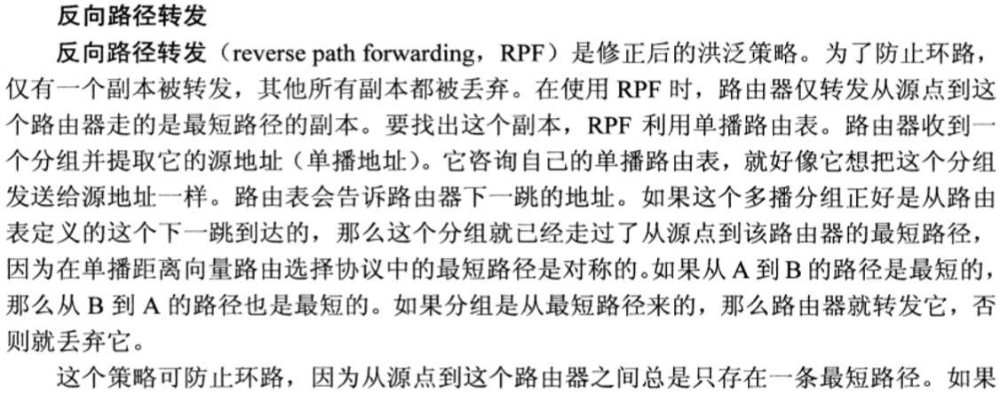 反向路径转发
反向路径转发（reverse path forwarding，RPF）是修正后的洪泛策略。为了防止环路，
仅有一个副本被转发，其他所有副本都被丢弃。在使用 RPF 时，路由器仅转发从源点到这
个路由器走的是最短路径的副本。要找出这个副本，RPF 利用单播路由表。路由器收到一
个分组并提取它的源地址（单播地址）。它咨询自己的单播路由表，就好像它想把这个分组
发送给源地址一样。路由表会告诉路由器下一跳的地址。如果这个多播分组正好是从路由
表定义的这个下一跳到达的，那么这个分组就已经走过了从源点到该路由器的最短路径，
因为在单播距离向量路由选择协议中的最短路径是对称的。如果从 A 到 B 的路径是最短的，
那么从 B 到 A 的路径也是最短的。如果分组是从最短路径来的，那么路由器就转发它，否
则就丢弃它。
这个策略可防止环路，因为从源点到这个路由器之间总是只存在一条最短路径。如果